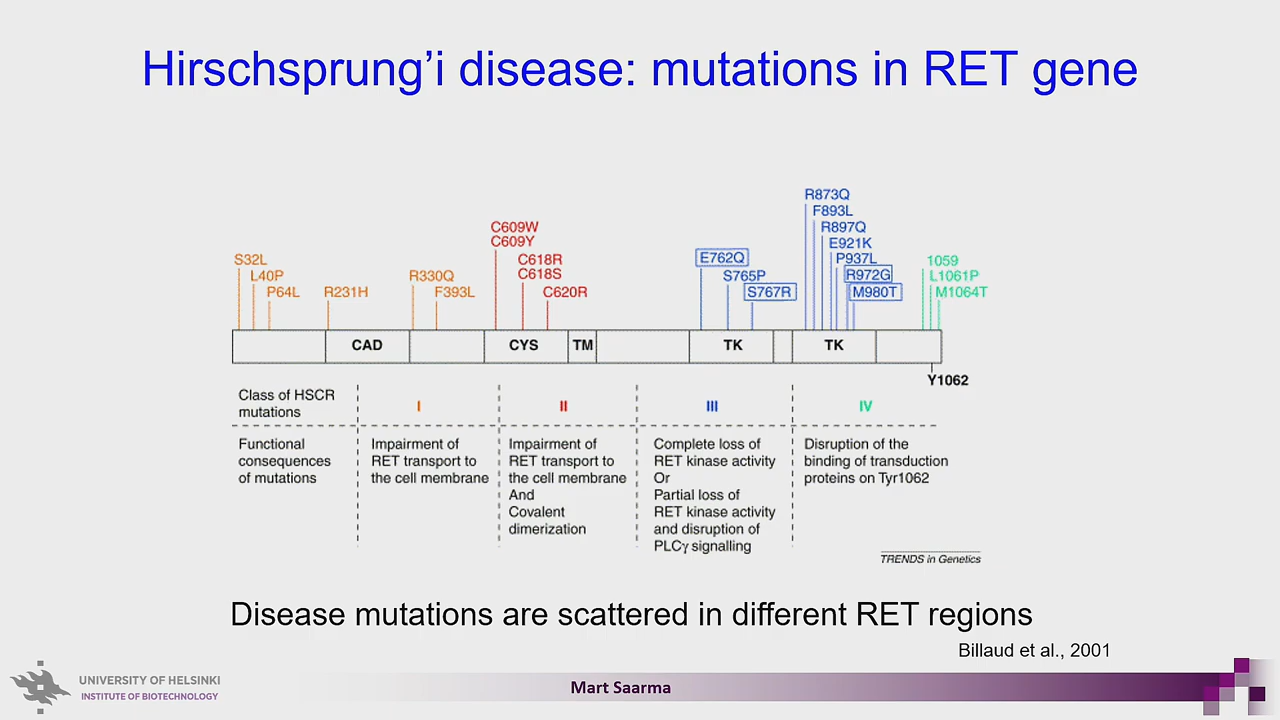 Hirschsprung’i disease: mutations in RET gene
R873Q
F893L
R897Q
E921K
P937L
R972G
M980T
C609W
C609Y
C618R
C618S
C620R
S32L
L40P
P64L
R231H
R330Q
F393L
E762Q
S765P
S767R
1059
L1061P
M1064T
CAD
CYS
TM
TK
TK
Y1062
Class of HSCR
mutations
I
II
III
IV
Functional
consequences
of mutations
Impairment of
RET transport to
the cell membrane
Impairment of
RET transport to
the cell membrane
And
Covalent
dimerization
Complete loss of
RET kinase activity
Or
Partial loss of
RET kinase activity
and disruption of
PLCγ signalling
Disruption of the
binding of transduction
proteins on Tyr1062
TRENDS in Genetics
Disease mutations are scattered in different RET regions
Billaud et al., 2001
UNIVERSITY OF HELSINKI
INSTITUTE OF BIOTECHNOLOGY
Mart Saarma